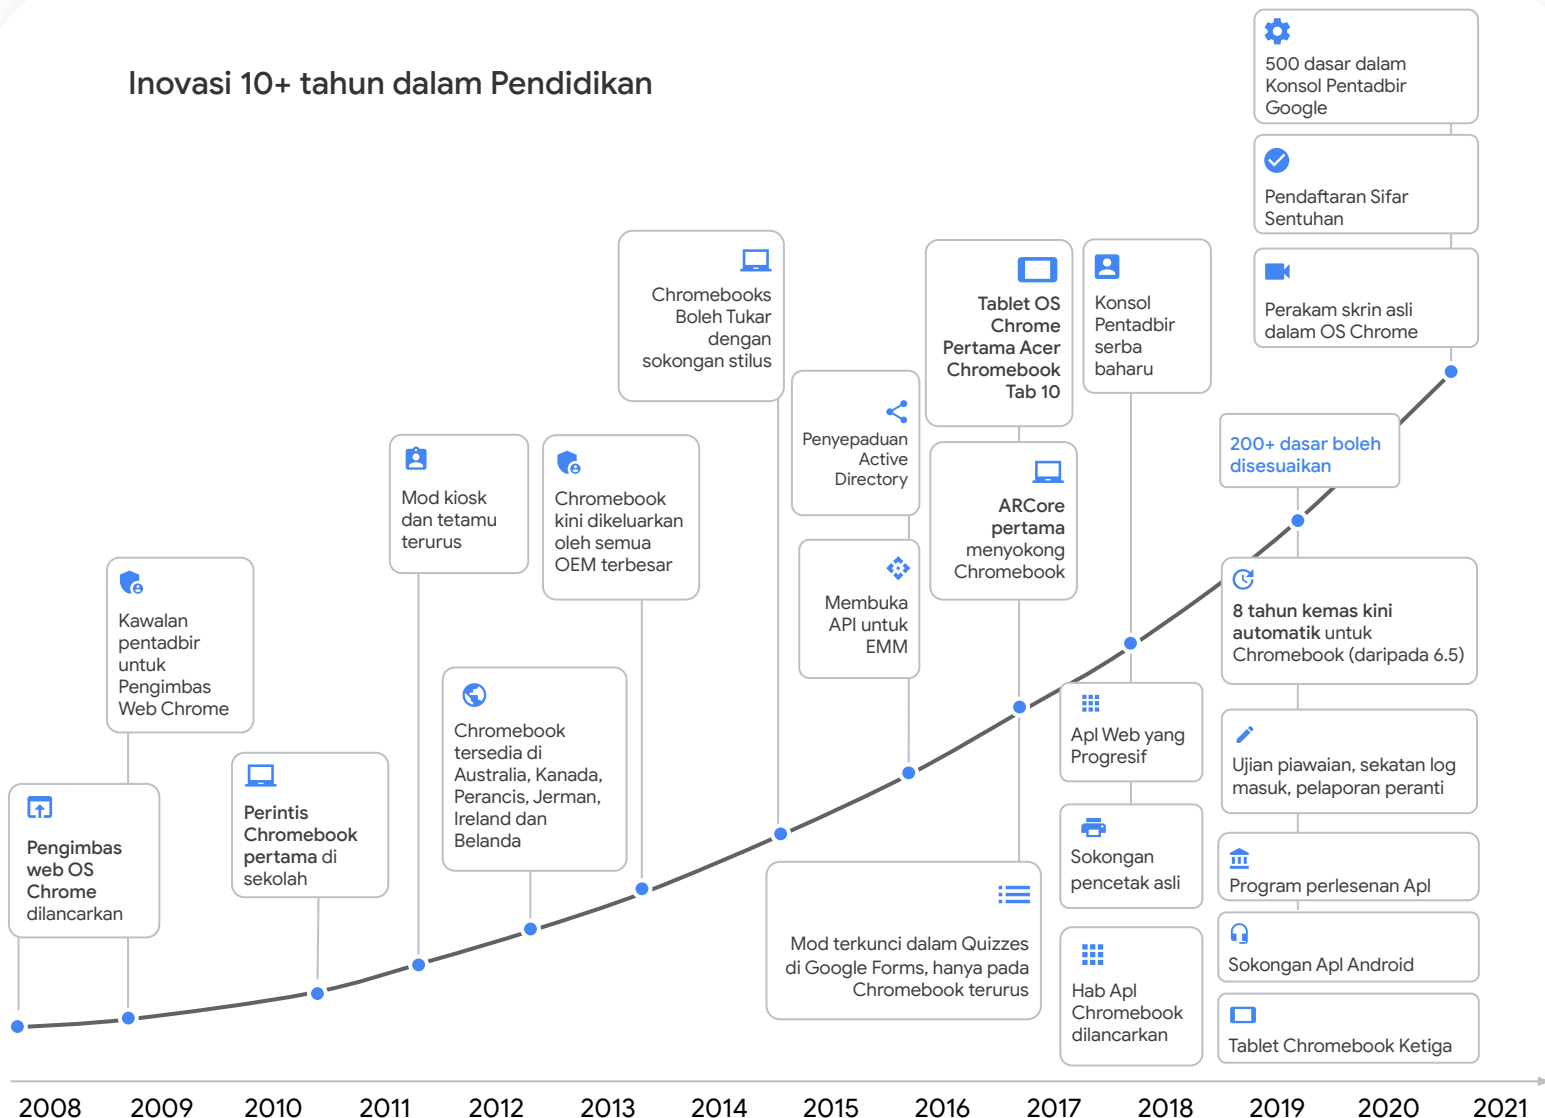 Inovasi 10+ tahun dalam Pendidikan
Pengimbas
web OS
Chrome
dilancarkan
Kawalan
pentadbir
untuk
Pengimbas
Web Chrome
Perintis
Chromebook
pertama di
sekolah
Mod kiosk
dan tetamu
terurus
Chromebook
tersedia di
Australia, Kanada,
Perancis, Jerman,
Ireland dan
Belanda
Chromebook
kini dikeluarkan
oleh semua
OEM terbesar
Chromebooks
Boleh Tukar
dengan
sokongan stilus
Penyepaduan
Active
Directory
Membuka
API untuk
EMM
Tablet OS
Chrome
Pertama Acer
Chromebook
Tab 10
ARCore
pertama
menyokong
Chromebook
Mod terkunci dalam Quizzes
di Google Forms, hanya pada
Chromebook terurus
Konsol
Pentadbir
serba
baharu
Apl Web yang
Progresif
Sokongan
pencetak asli
Hab Apl
Chromebook
dilancarkan
200+ dasar boleh
disesuaikan
8 tahun kemas kini
automatik untuk
Chromebook (daripada 6.5)
Ujian piawaian, sekatan log
masuk, pelaporan peranti
Program perlesenan Apl
Sokongan Apl Android
Tablet Chromebook Ketiga
500 dasar dalam
Konsol Pentadbir
Google
Pendaftaran Sifar
Sentuhan
Perakam skrin asli
dalam OS Chrome
2008 2009 2010 2011 2012 2013 2014 2015 2016 2017 2018 2019 2020 2021